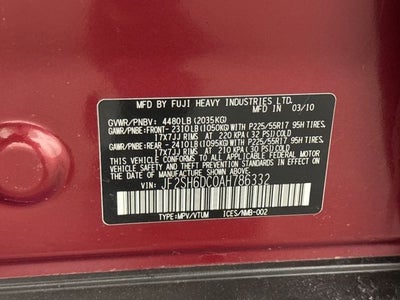 MFD BY FUJI HEAVY INDUSTRIES LTD.
MFD IN 03/10
GVWR/PNBV: 4480LB (2035KG)
GAWR/PNBE: FRONT- 2310LB (1050KG) WITH P225/55R17 95H TIRES,
17X7JJ RIMS AT 220 KPA ( 32 PSI) COLD
GAWR/PNBE: REAR - 2410LB (1095KG) WITH P225/55R17 95H TIRES,
17X7JJ RIMS AT 210 KPA ( 30 PSI) COLD
THIS VEHICLE CONFORMS TO ALL APPLICABLE U.S. FEDERAL
MOTOR VEHICLE SAFETY STANDARDS IN EFFECT ON THE DATE
OF MANUFACTURE SHOWN ABOVE.
V.I.N.: JF2SH6DC0AH786332
TYPE:MPV/VTUM ICES/NMB-002